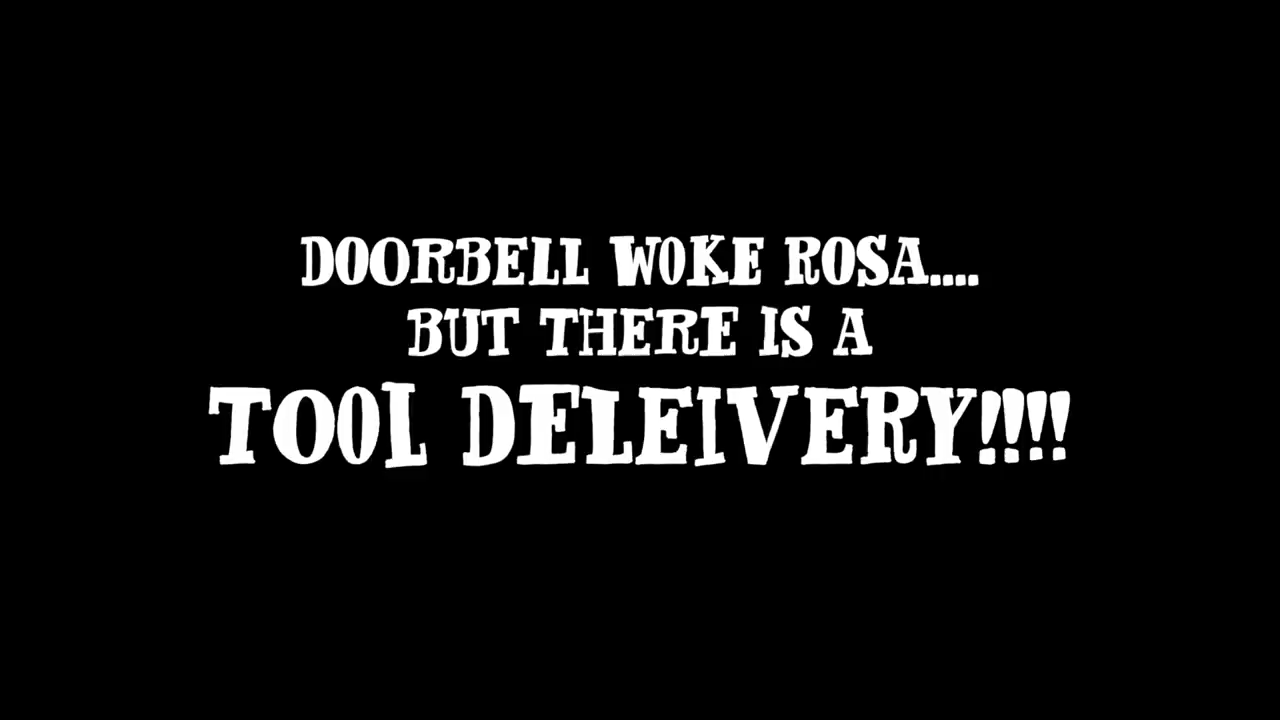 DOORBELL WOKE ROSA....
BUT THERE IS A
TOOL DELEIVERY!!!!